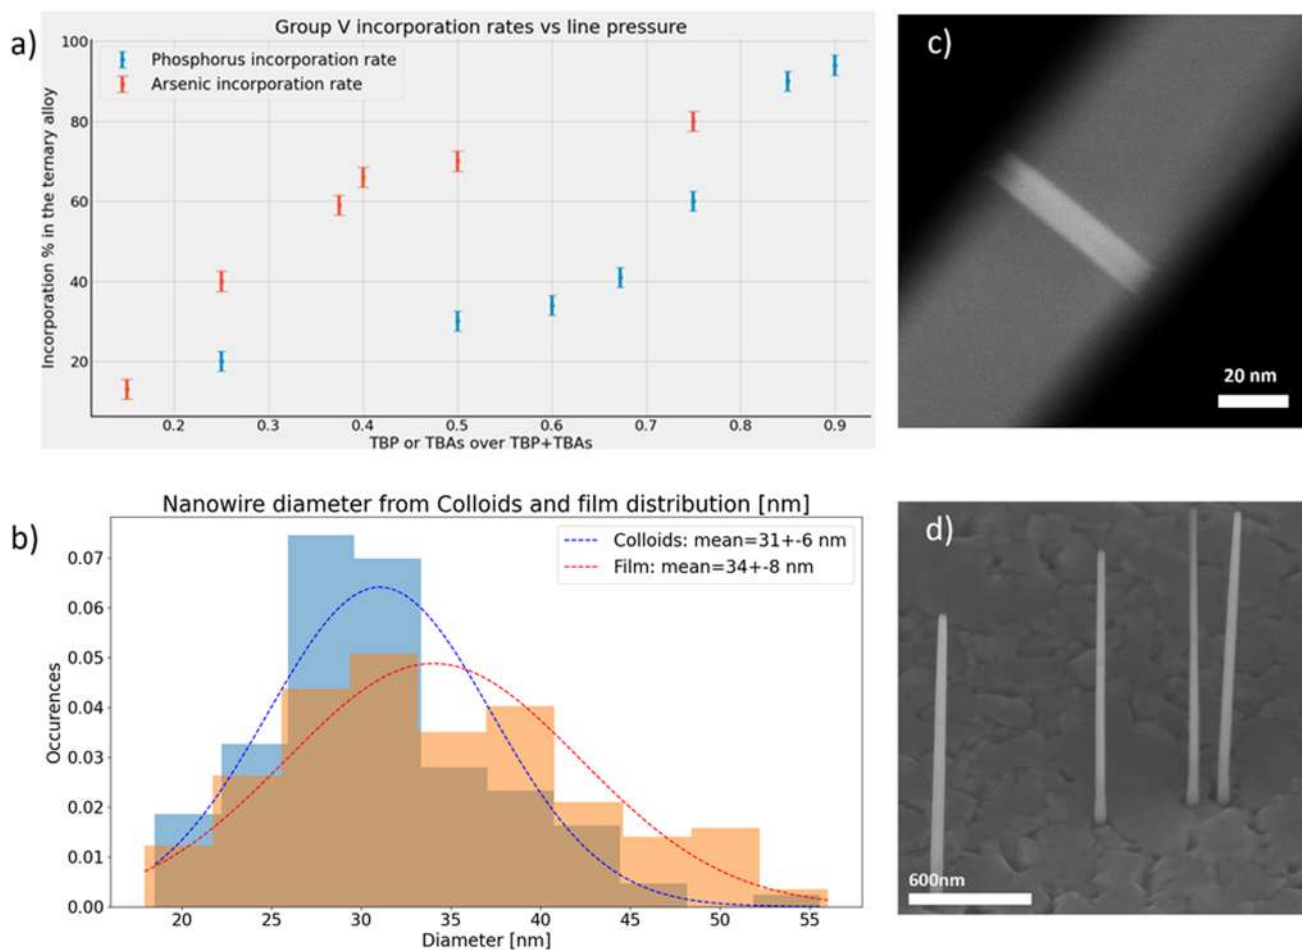 a)
Group V incorporation rates vs line pressure
Phosphorus incorporation rate
Arsenic incorporation rate
Incorporation % in the ternary alloy
100
80
60
40
20
0.2 0.3 0.4 0.5 0.6 0.7 0.8 0.9
TBP or TBAs over TBP+TBAs
c)
20 nm
b)
Nanowire diameter from Colloids and film distribution [nm]
Colloids: mean=31+-6 nm
Film: mean=34+-8 nm
Occurences
0.07
0.06
0.05
0.04
0.03
0.02
0.01
0.00
20 25 30 35 40 45 50 55
Diameter [nm]
d)
600nm